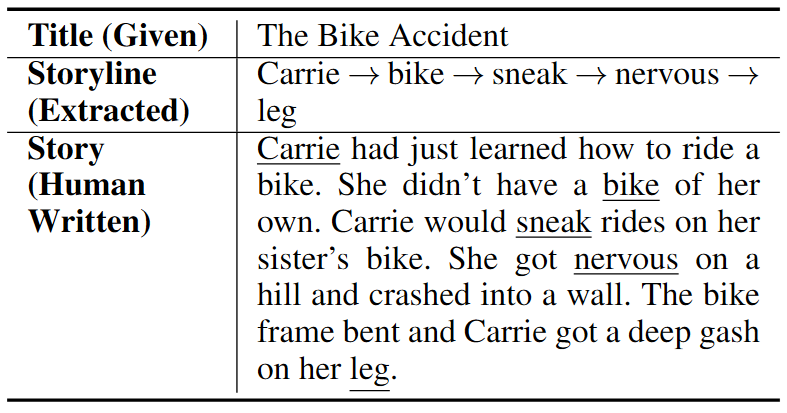 Title (Given) The Bike Accident
Storyline (Extracted) Carrie → bike → sneak → nervous → leg
Story (Human Written) Carrie had just learned how to ride a
bike. She didn't have a bike of her
own. Carrie would sneak rides on her
sister's bike. She got nervous on a
hill and crashed into a wall. The bike
frame bent and Carrie got a deep gash
on her leg.